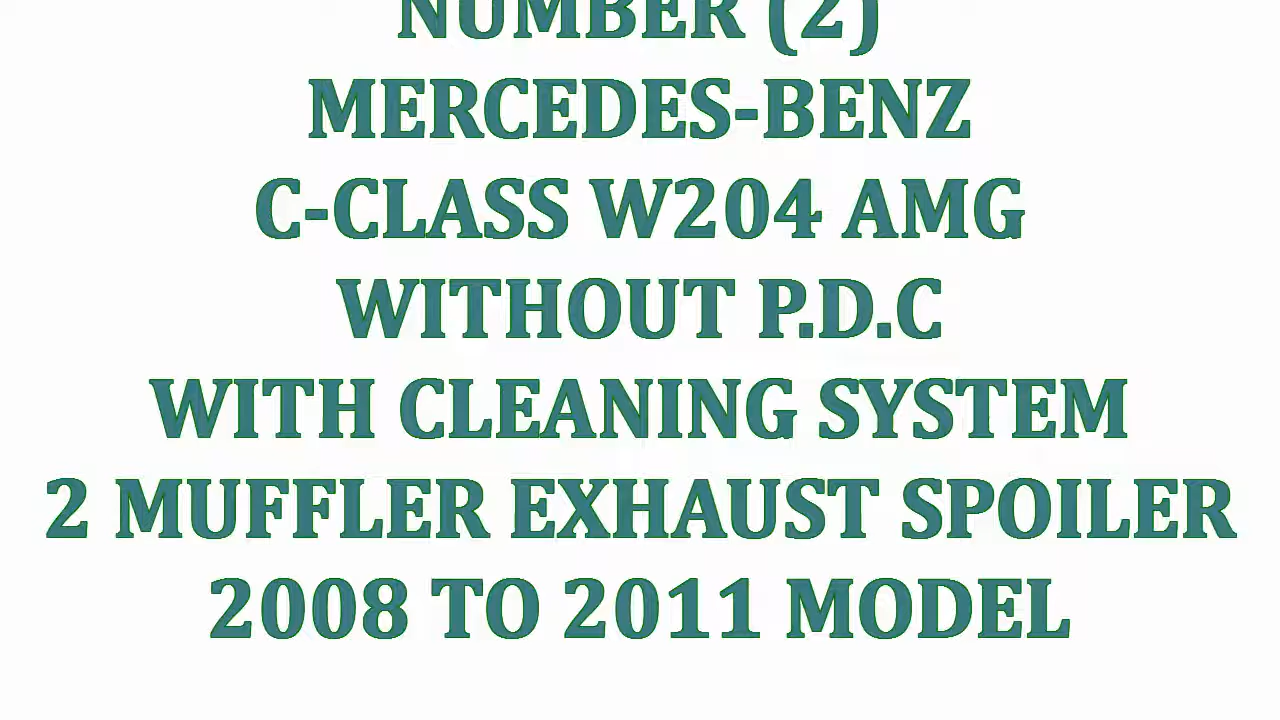 NUMBER (2)
MERCEDES-BENZ
C-CLASS W204 AMG
WITHOUT P.D.C
WITH CLEANING SYSTEM
2 MUFFLER EXHAUST SPOILER
2008 TO 2011 MODEL